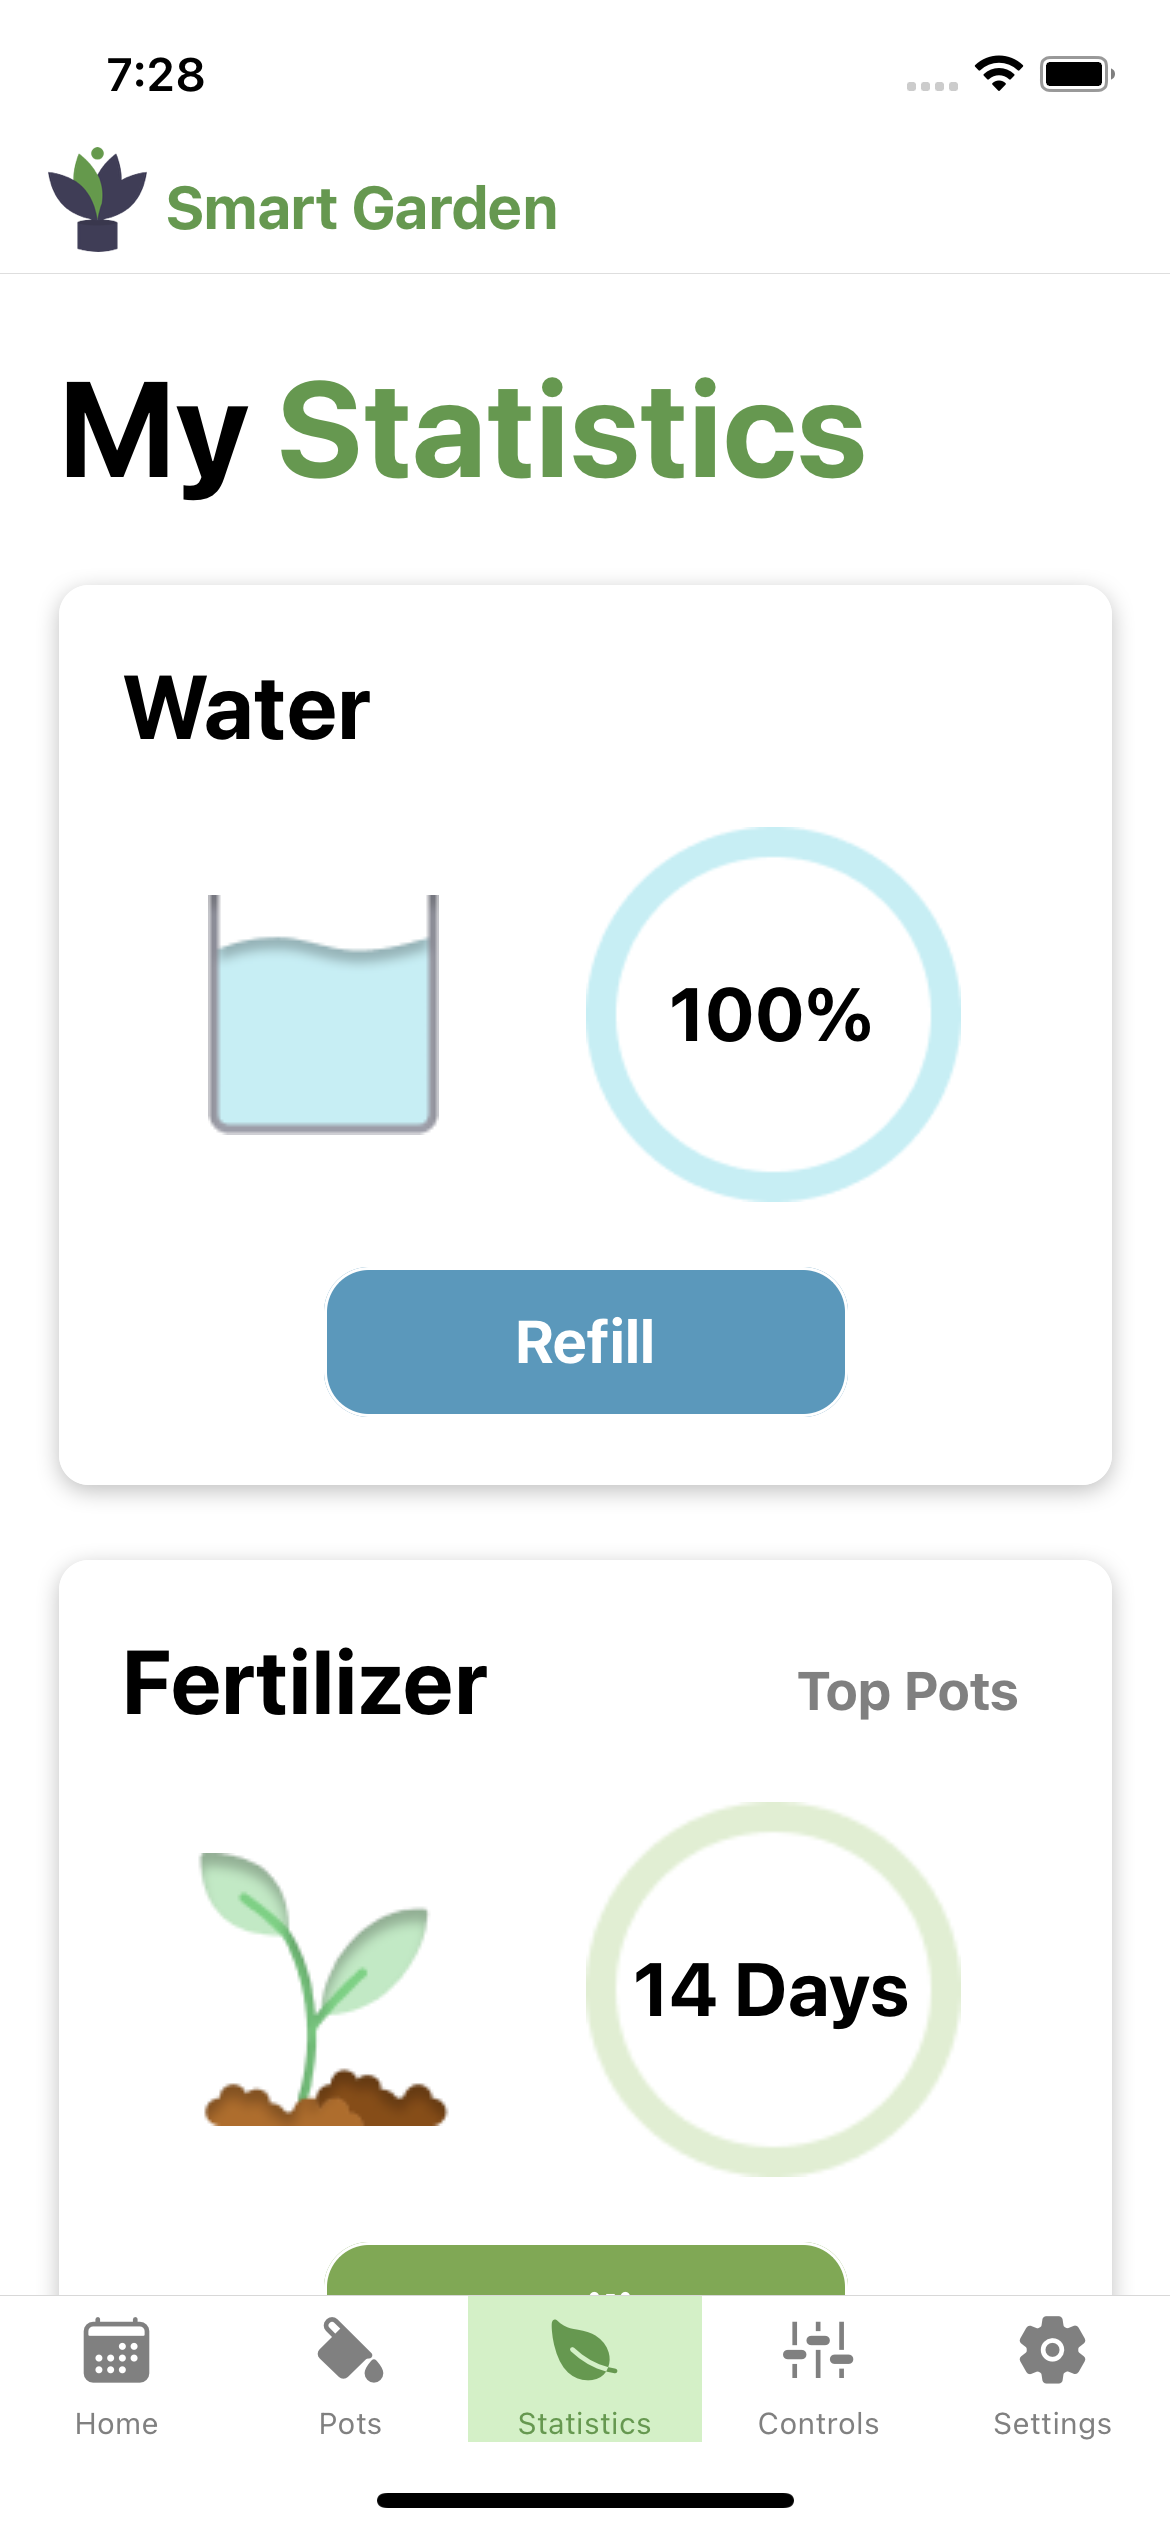 7:28
Smart Garden
My Statistics
Water
100%
Refill
Fertilizer
Top Pots
14 Days
Home
Pots
Statistics
Controls
Settings